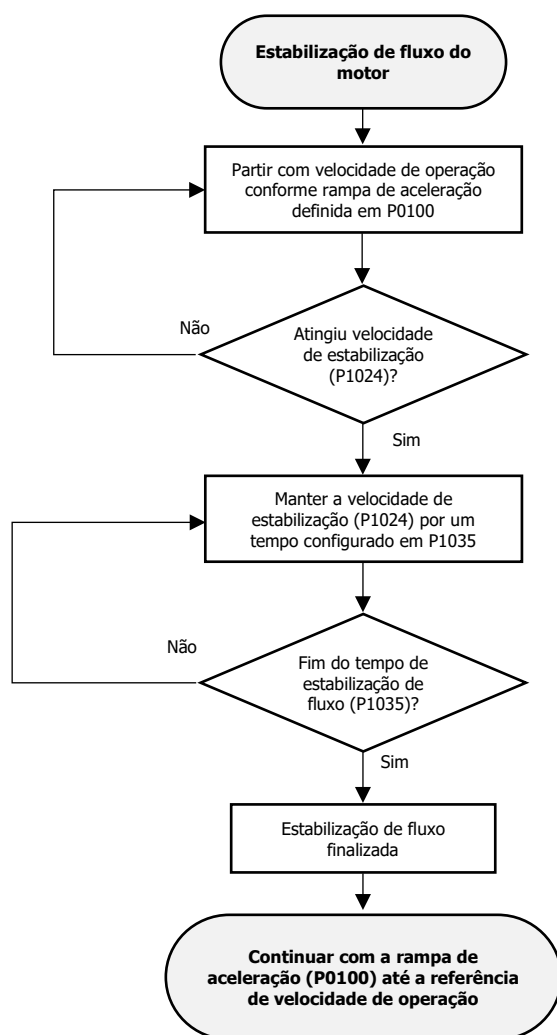 Estabilização de fluxo do
motor
Partir com velocidade de operação
conforme rampa de aceleração
definida em P0100
Não
Atingiu velocidade
de estabilização
(P1024)?
Sim
Manter a velocidade de
estabilização (P1024) por um
tempo configurado em P1035
Não
Fim do tempo de
estabilização de
fluxo (P1035)?
Sim
Estabilização de fluxo
finalizada
Continuar com a rampa de
aceleração (P0100) até a referência
de velocidade de operação